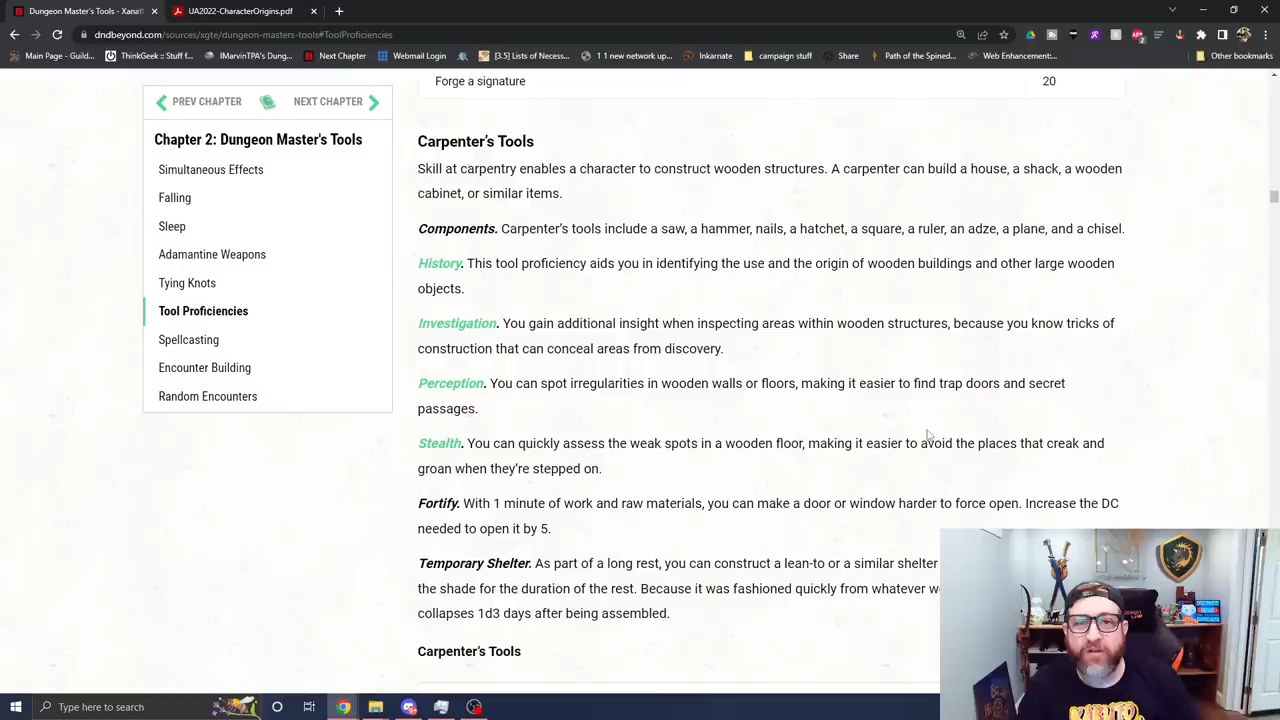 Dungeon Master's Tools - Xanat
UA2022-CharacterOrigins.pdf
dndbeyond.com/sources/xgte/dungeon-masters-tools#ToolProficiencies
Main Page - Guild...
ThinkGeek :: Stuff f...
IMarvinTPA's Dung...
Next Chapter
Webmail Login
[3.5] Lists of Necess...
1 1 new network up...
Inkarnate
campaign stuff
Share
Path of the Spined...
Web Enhancement:...
Other bookmarks
PREV CHAPTER
NEXT CHAPTER
Chapter 2: Dungeon Master's Tools
Simultaneous Effects
Falling
Sleep
Adamantine Weapons
Tying Knots
Tool Proficiencies
Spellcasting
Encounter Building
Random Encounters
Forge a signature 20
Carpenter's Tools
Skill at carpentry enables a character to construct wooden structures. A carpenter can build a house, a shack, a wooden
cabinet, or similar items.
Components. Carpenter's tools include a saw, a hammer, nails, a hatchet, a square, a ruler, an adze, a plane, and a chisel.
History. This tool proficiency aids you in identifying the use and the origin of wooden buildings and other large wooden
objects.
Investigation. You gain additional insight when inspecting areas within wooden structures, because you know tricks of
construction that can conceal areas from discovery.
Perception. You can spot irregularities in wooden walls or floors, making it easier to find trap doors and secret
passages.
Stealth. You can quickly assess the weak spots in a wooden floor, making it easier to avoid the places that creak and
groan when they're stepped on.
Fortify. With 1 minute of work and raw materials, you can make a door or window harder to force open. Increase the DC
needed to open it by 5.
Temporary Shelter. As part of a long rest, you can construct a lean-to or a similar shelter
the shade for the duration of the rest. Because it was fashioned quickly from whatever
collapses 1d3 days after being assembled.
Carpenter's Tools
Type here to search